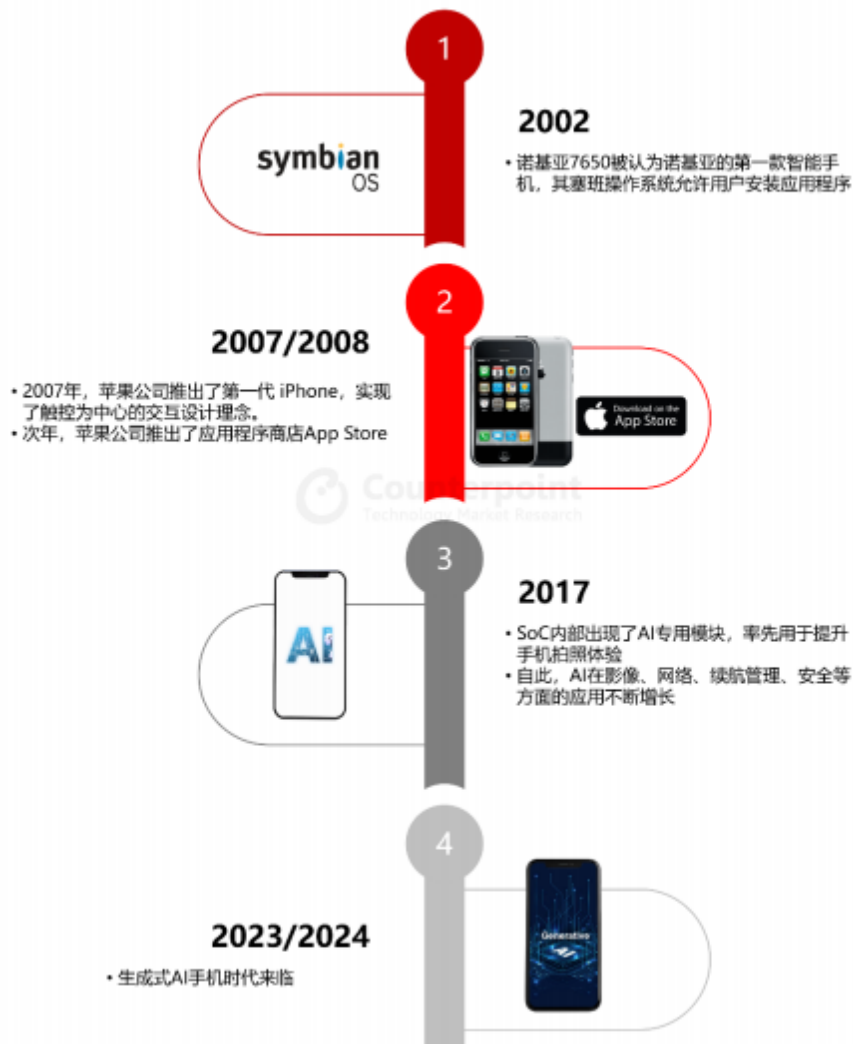 1
symbian
OS
2002
• 诺基亚7650被认为诺基亚的第一款智能手
机，其塞班操作系统允许用户安装应用程序
2
2007/2008
• 2007年，苹果公司推出了第一代 iPhone，实现
了触控为中心的交互设计理念。
• 次年，苹果公司推出了应用程序商店App Store
Download on the
App Store
Counterpoint
Technology Market Research
3
AI
2017
• SoC内部出现了AI专用模块，率先用于提升
手机拍照体验
• 自此，AI在影像、网络、续航管理、安全等
方面的应用不断增长
4
2023/2024
• 生成式AI手机时代来临
Generative
AI